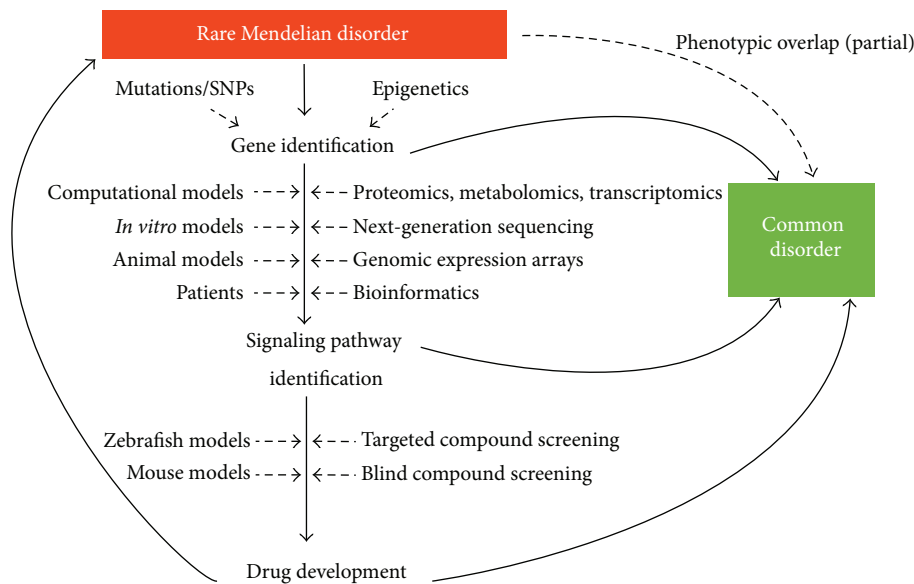 Rare Mendelian disorder
Phenotypic overlap (partial)
Mutations/SNPs
Epigenetics
Gene identification
Computational models
Proteomics, metabolomics, transcriptomics
In vitro models
Next-generation sequencing
Animal models
Genomic expression arrays
Patients
Bioinformatics
Common
disorder
Signaling pathway
identification
Zebrafish models
Targeted compound screening
Mouse models
Blind compound screening
Drug development